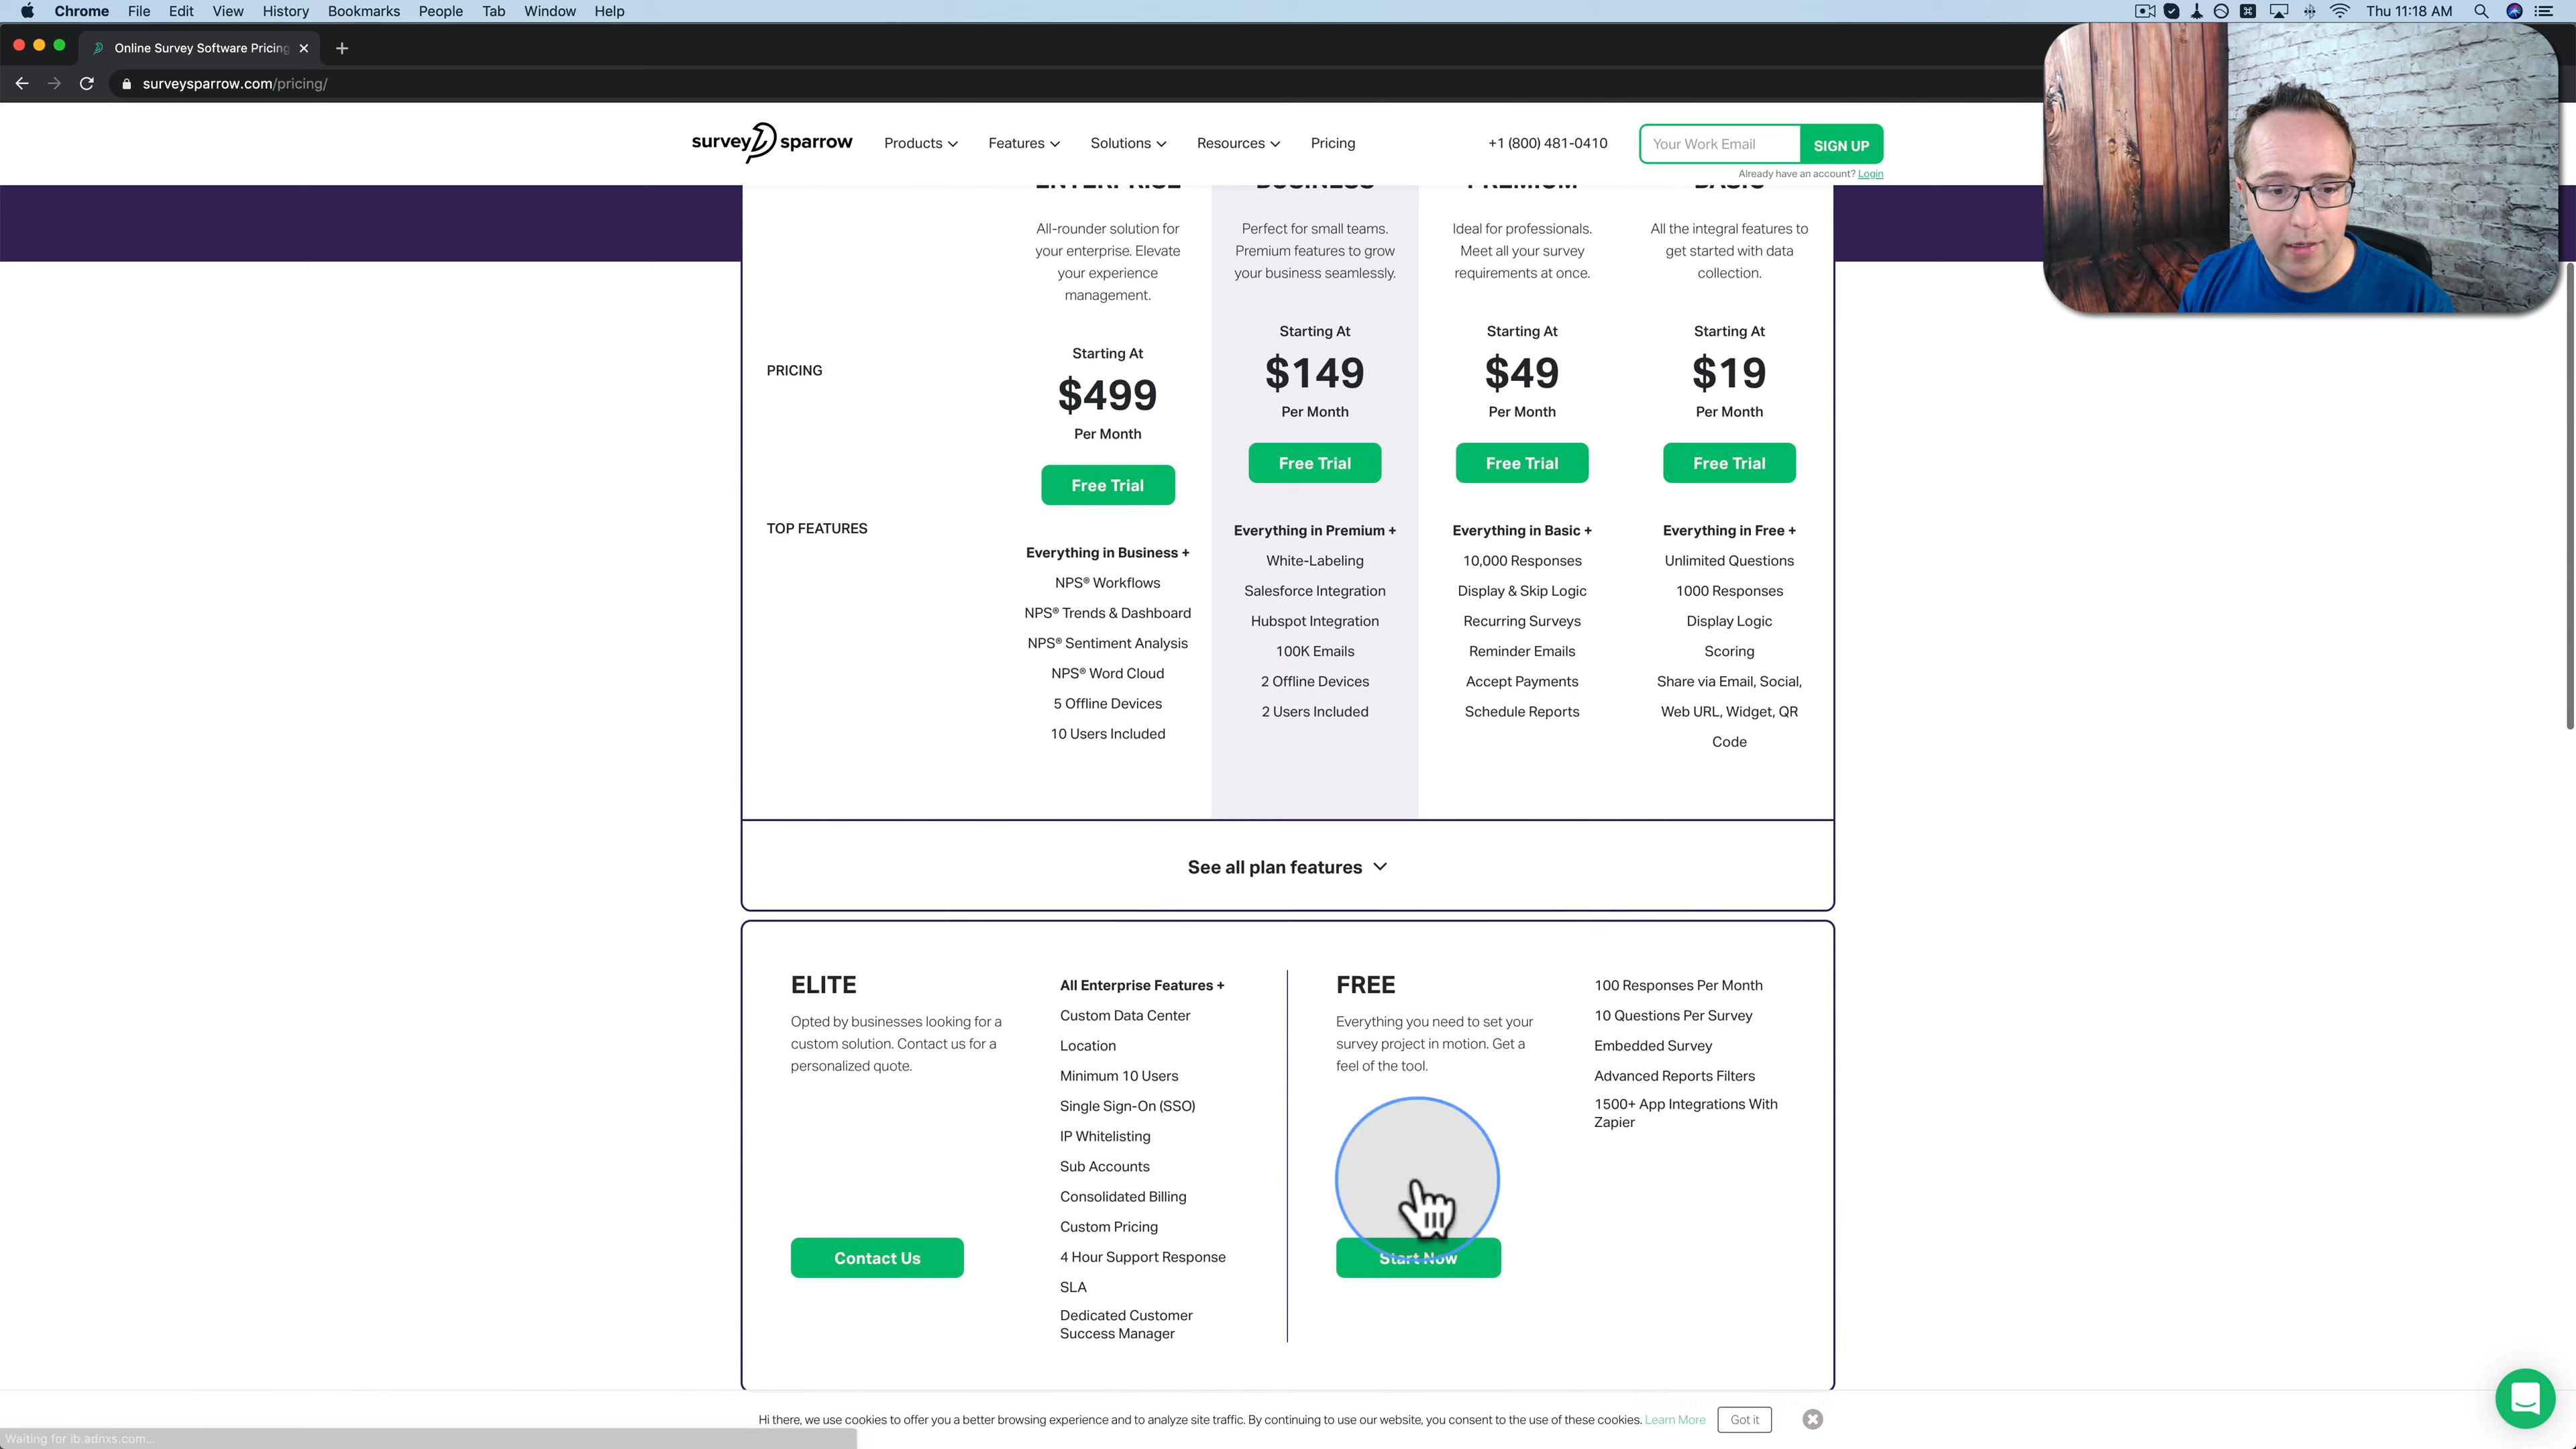 Chrome File Edit View History Bookmarks People Tab Window Help
Thu 11:18 AM
Online Survey Software Pricing
surveysparrow.com/pricing/
survey sparrow
Products Features Solutions Resources Pricing
+1 (800) 481-0410
Your Work Email
SIGN UP
Already have an account? Login
ENTERPRISE
All-rounder solution for
your enterprise. Elevate
your experience
management.
BUSINESS
Perfect for small teams.
Premium features to grow
your business seamlessly.
PREMIUM
Ideal for professionals.
Meet all your survey
requirements at once.
BASIC
All the integral features to
get started with data
collection.
PRICING
Starting At
$499
Per Month
Free Trial
Starting At
$149
Per Month
Free Trial
Starting At
$49
Per Month
Free Trial
Starting At
$19
Per Month
Free Trial
TOP FEATURES
Everything in Business +
NPS® Workflows
NPS® Trends & Dashboard
NPS® Sentiment Analysis
NPS® Word Cloud
5 Offline Devices
10 Users Included
Everything in Premium +
White-Labeling
Salesforce Integration
Hubspot Integration
100K Emails
2 Offline Devices
2 Users Included
Everything in Basic +
10,000 Responses
Display & Skip Logic
Recurring Surveys
Reminder Emails
Accept Payments
Schedule Reports
Everything in Free +
Unlimited Questions
1000 Responses
Display Logic
Scoring
Share via Email, Social,
Web URL, Widget, QR
Code
See all plan features
ELITE
Opted by businesses looking for a
custom solution. Contact us for a
personalized quote.
Contact Us
All Enterprise Features +
Custom Data Center
Location
Minimum 10 Users
Single Sign-On (SSO)
IP Whitelisting
Sub Accounts
Consolidated Billing
Custom Pricing
4 Hour Support Response
SLA
Dedicated Customer
Success Manager
FREE
Everything you need to set your
survey project in motion. Get a
feel of the tool.
Start Now
100 Responses Per Month
10 Questions Per Survey
Embedded Survey
Advanced Reports Filters
1500+ App Integrations With
Zapier
Hi there, we use cookies to offer you a better browsing experience and to analyze site traffic. By continuing to use our website, you consent to the use of these cookies. Learn More
Got it
Waiting for ib.adnxs.com...